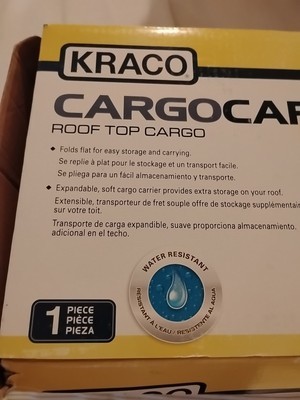 KRACO
CARGOCAR
ROOF TOP CARGO
• Folds flat for easy storage and carrying.
Se replie à plat pour le stockage et un transport facile.
Se pliega para un fácil almacenamiento y transporte.
• Expandable, soft cargo carrier provides extra storage on your roof.
Extensible, transporteur de fret souple offre de stockage supplémentair
sur votre toit.
Transporte de carga expandible, suave proporciona almacenamiento
adicional en el techo.
WATER RESISTANT
RÉSISTANT À L'EAU / RESISTENTE AL AQUA
1 PIECE
PIÈCE
PIEZA